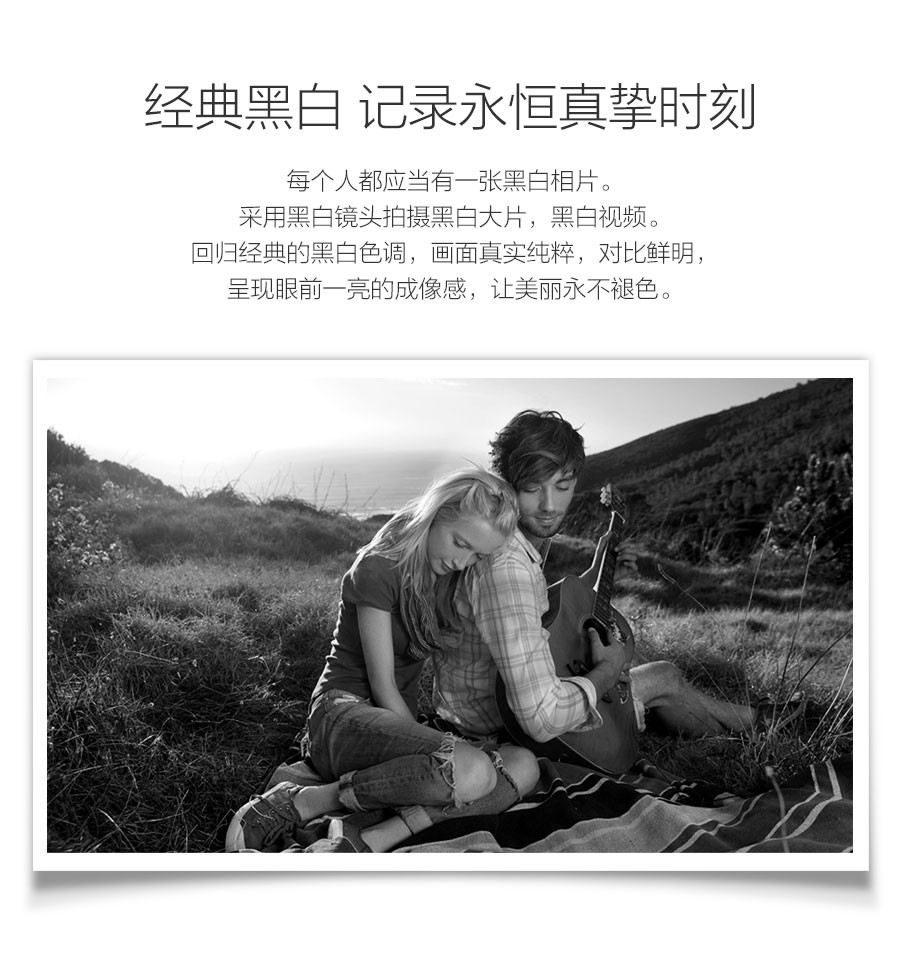 经典黑白 记录永恒真挚时刻
每个人都应当有一张黑白相片。
采用黑白镜头拍摄黑白大片，黑白视频。
回归经典的黑白色调，画面真实纯粹，对比鲜明，
呈现眼前一亮的成像感，让美丽永不褪色。